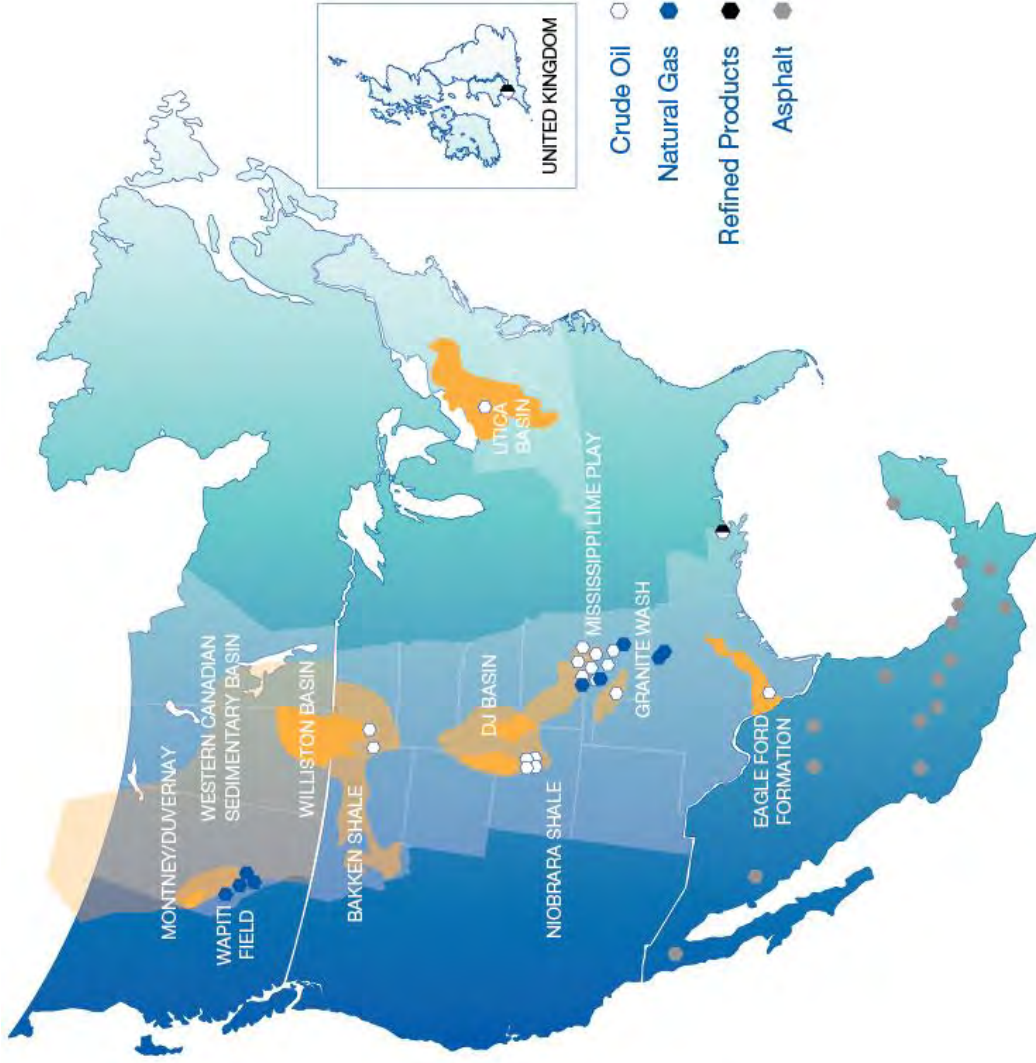 MONTNEY/DUVERNAY
WESTERN CANADIAN
SEDIMENTARY BASIN
WAPITI
FIELD
WILLISTON BASIN
BAKKEN SHALE
DJ BASIN
NIOBRARA SHALE
UTICA
BASIN
MISSISSIPPI LIME PLAY
GRANITE WASH
EAGLE FORD
FORMATION
UNITED KINGDOM
Crude Oil
Natural Gas
Refined Products
Asphalt